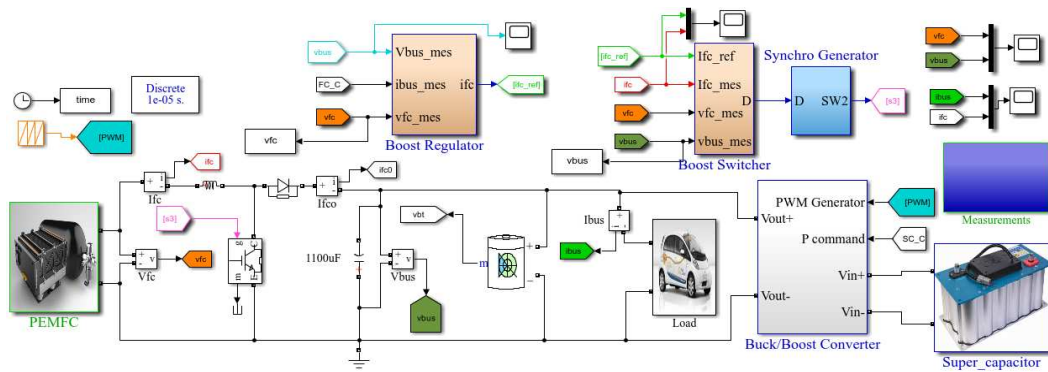 time
Discrete
1e-05 s.
[PWM]
vbus
FC_C
vfc
vfc
Vbus_mes
ibus_mes
vfc_mes
ifc
Boost Regulator
[ifc_ref]
[ifc_ref]
ifc
vfc
vbus
vbus
Ifc_ref
Ifc_mes
vfc_mes
vbus_mes
D
Boost Switcher
Synchro Generator
D
SW2
[s3]
vfc
vbus
ibus
ifc
PEMFC
ifc
+
-
1
Ifc
[s3]
+
-
v
Vfc
vfc
g
C
m
E
+
-
1
Ifco
ifc0
1100uF
+
-
v
Vbus
vbus
vbt
m
+
-
Ibus
+
-
ibus
Load
PWM Generator
P command
Vout+
Vin+
Vout-
Vin-
Buck/Boost Converter
[PWM]
SC_C
Measurements
Super_capacitor